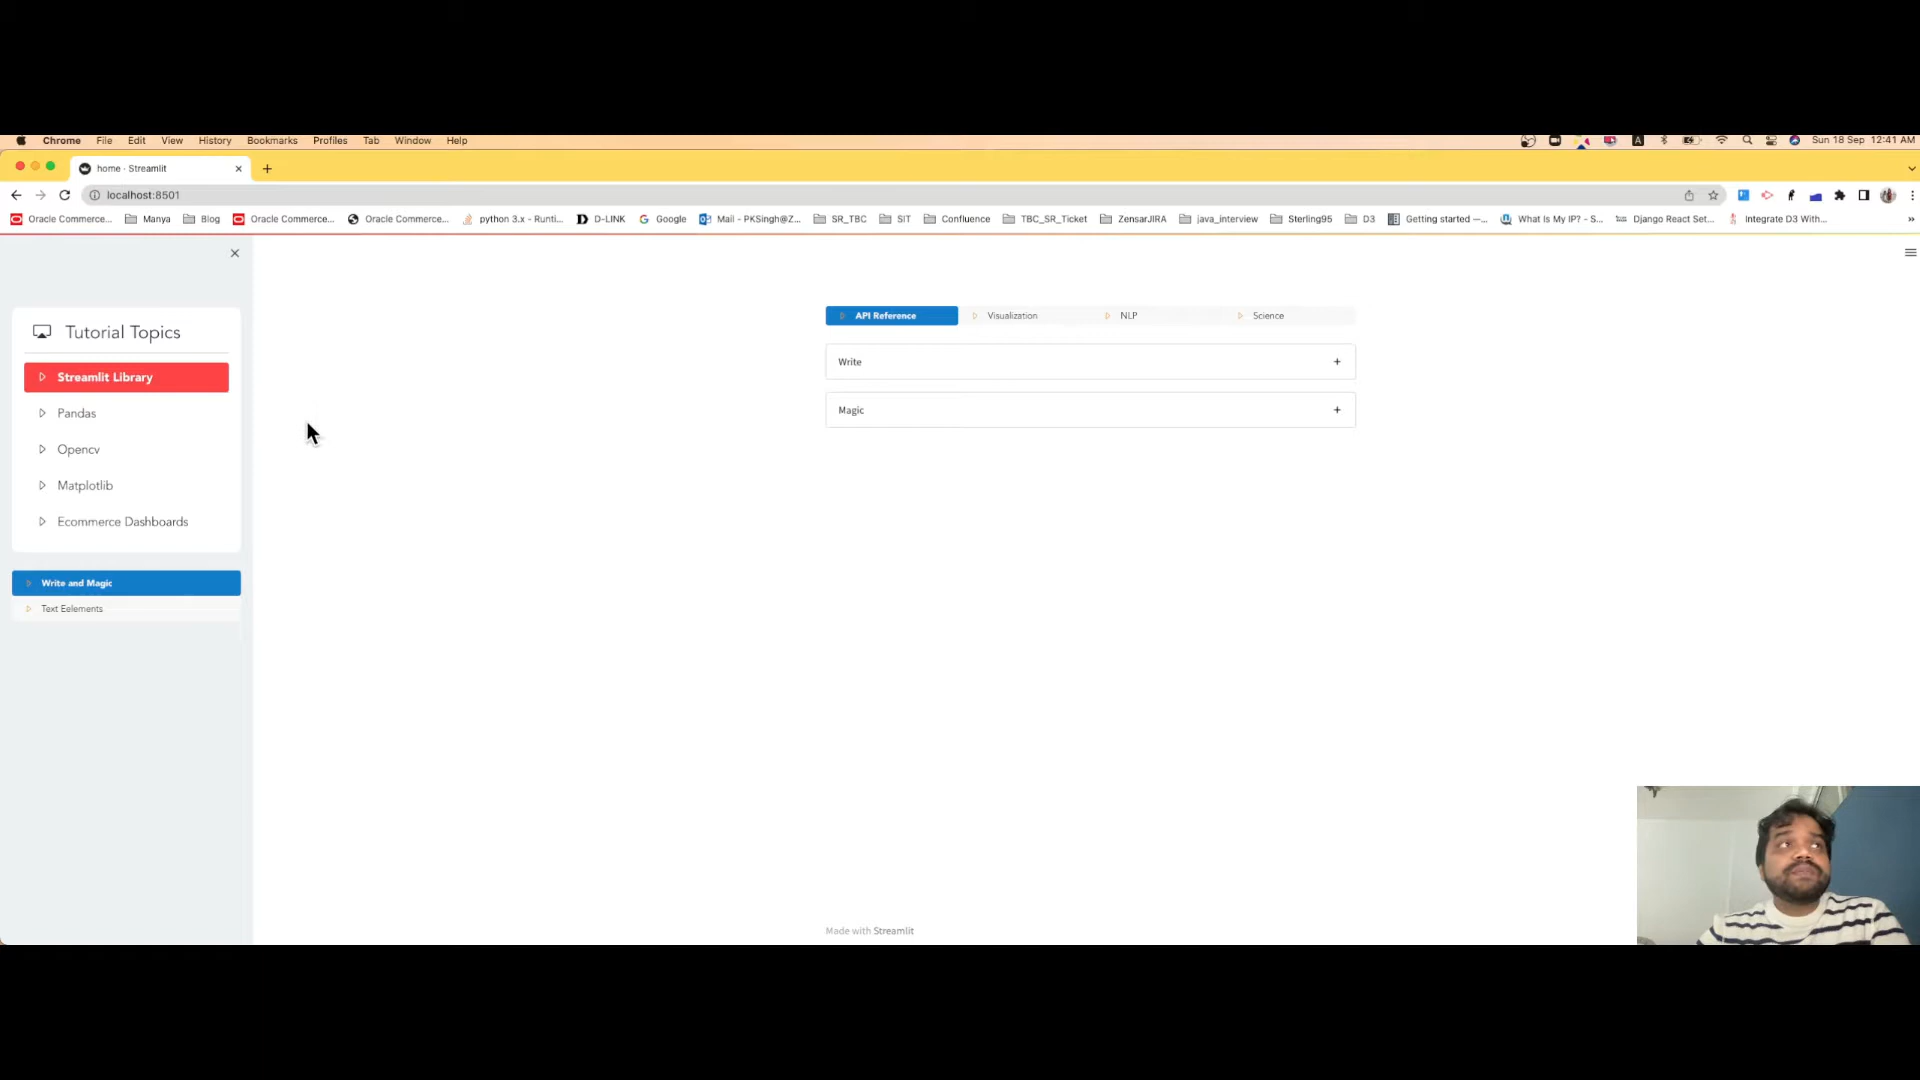 Chrome File Edit View History Bookmarks Profiles Tab Window Help A Sun 18 Sep 12:41 AM
home · Streamlit
localhost:8501
Oracle Commerce... Manya Blog Oracle Commerce... Oracle Commerce... python 3.x - Runti... D-LINK Google Mail - PKSingh@Z... SR_TBC SIT Confluence TBC_SR_Ticket ZensarJIRA java_interview Sterling95 D3 Getting started —... What Is My IP? - S... Django React Set... Integrate D3 With...
API Reference Visualization NLP Science
Tutorial Topics
Write
Streamlit Library
Magic
Pandas
Opencv
Matplotlib
Ecommerce Dashboards
Write and Magic
Text Eelements
Made with Streamlit